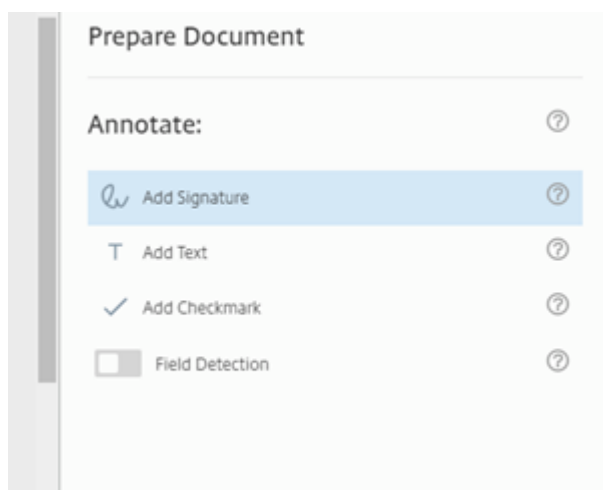 Prepare Document
Annotate:
Add Signature
Add Text
Add Checkmark
Field Detection